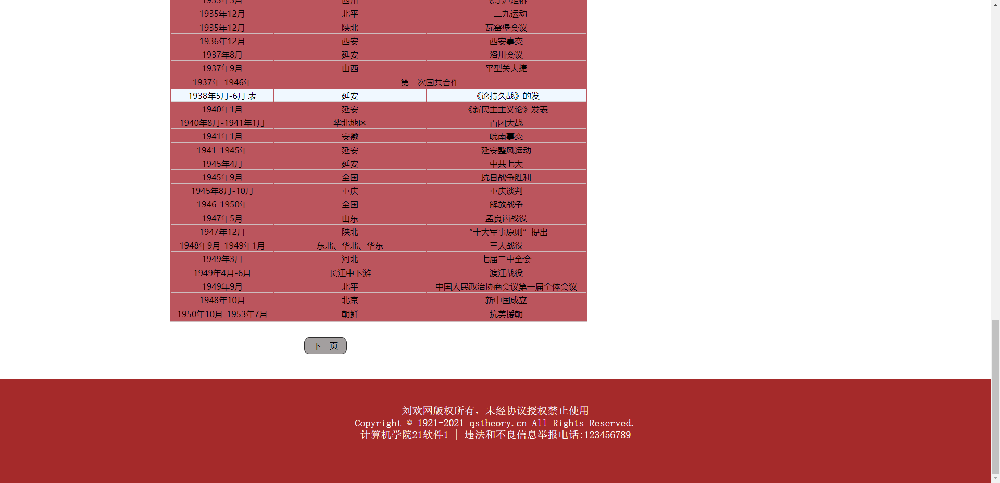 1935年5月 四川 飞夺泸定桥
1935年12月 北平 一二九运动
1935年12月 陕北 瓦窑堡会议
1936年12月 西安 西安事变
1937年8月 延安 洛川会议
1937年9月 山西 平型关大捷
1937年-1946年 第二次国共合作
1938年5月-6月 表 延安 《论持久战》的发
1940年1月 延安 《新民主主义论》发表
1940年8月-1941年1月 华北地区 百团大战
1941年1月 安徽 皖南事变
1941-1945年 延安 延安整风运动
1945年4月 延安 中共七大
1945年9月 全国 抗日战争胜利
1945年8月-10月 重庆 重庆谈判
1946-1950年 全国 解放战争
1947年5月 山东 孟良崮战役
1947年12月 陕北 “十大军事原则”提出
1948年9月-1949年1月 东北、华北、华东 三大战役
1949年3月 河北 七届二中全会
1949年4月-6月 长江中下游 渡江战役
1949年9月 北平 中国人民政治协商会议第一届全体会议
1948年10月 北京 新中国成立
1950年10月-1953年7月 朝鲜 抗美援朝
下一页
刘欢网版权所有，未经协议授权禁止使用
Copyright © 1921-2021 qstheory.cn All Rights Reserved.
计算机学院21软件1 | 违法和不良信息举报电话:123456789